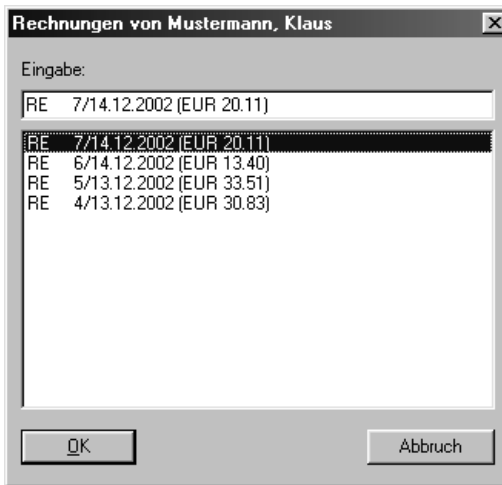 Rechnungen von Mustermann, Klaus
Eingabe:
RE 7/14.12.2002 (EUR 20.11)
RE 7/14.12.2002 (EUR 20.11)
RE 6/14.12.2002 (EUR 13.40)
RE 5/13.12.2002 (EUR 33.51)
RE 4/13.12.2002 (EUR 30.83)
OK Abbruch